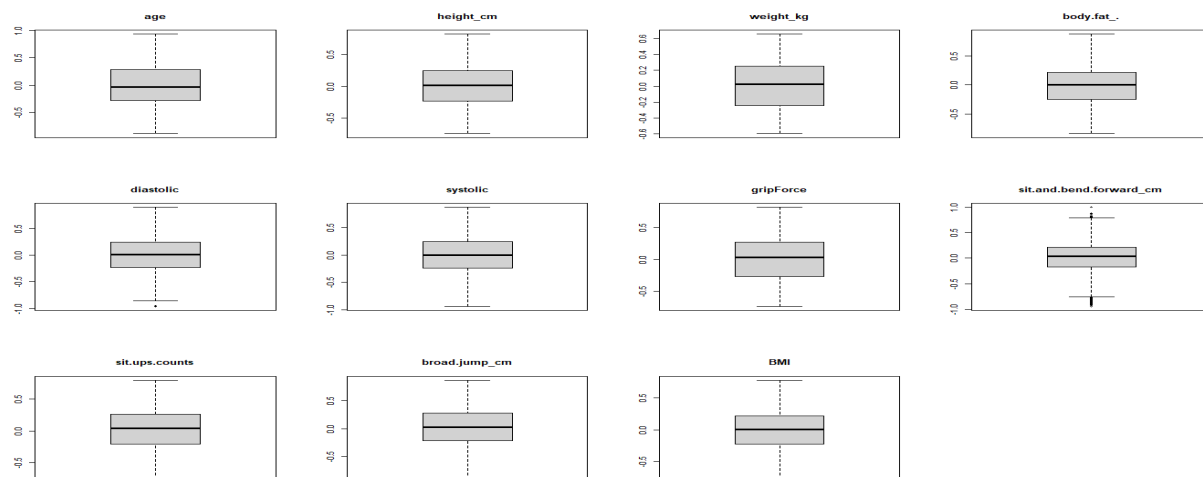 age height_cm weight_kg body.fat_.
1.0 0.5 0.0 -0.5
0.5 0.0 -0.5
0.6 0.4 0.2 0.0 -0.2 -0.4 -0.6
0.5 0.0 -0.5
diastolic systolic gripForce sit.and.bend.forward_cm
0.5 0.0 -0.5 -1.0
0.5 0.0 -0.5 -1.0
0.5 0.0 -0.5
1.0 0.5 0.0 -0.5 -1.0
sit.ups.counts broad.jump_cm BMI
0.5 0.0 -0.5
0.5 0.0 -0.5
0.5 0.0 -0.5